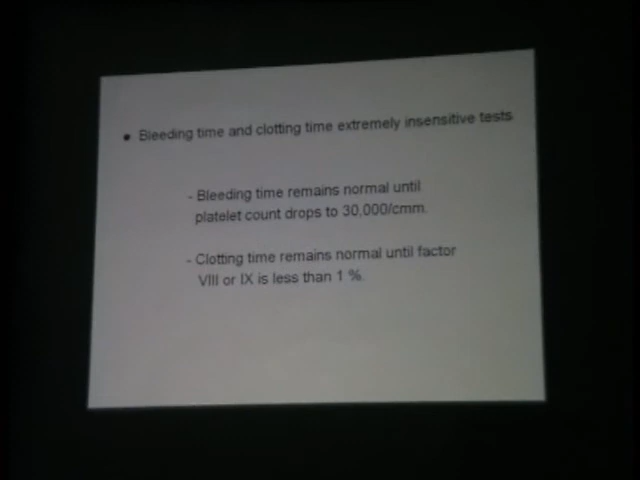 • Bleeding time and clotting time extremely insensitive tests
- Bleeding time remains normal until
platelet count drops to 30,000/cmm.
- Clotting time remains normal until factor
VIII or IX is less than 1 %.